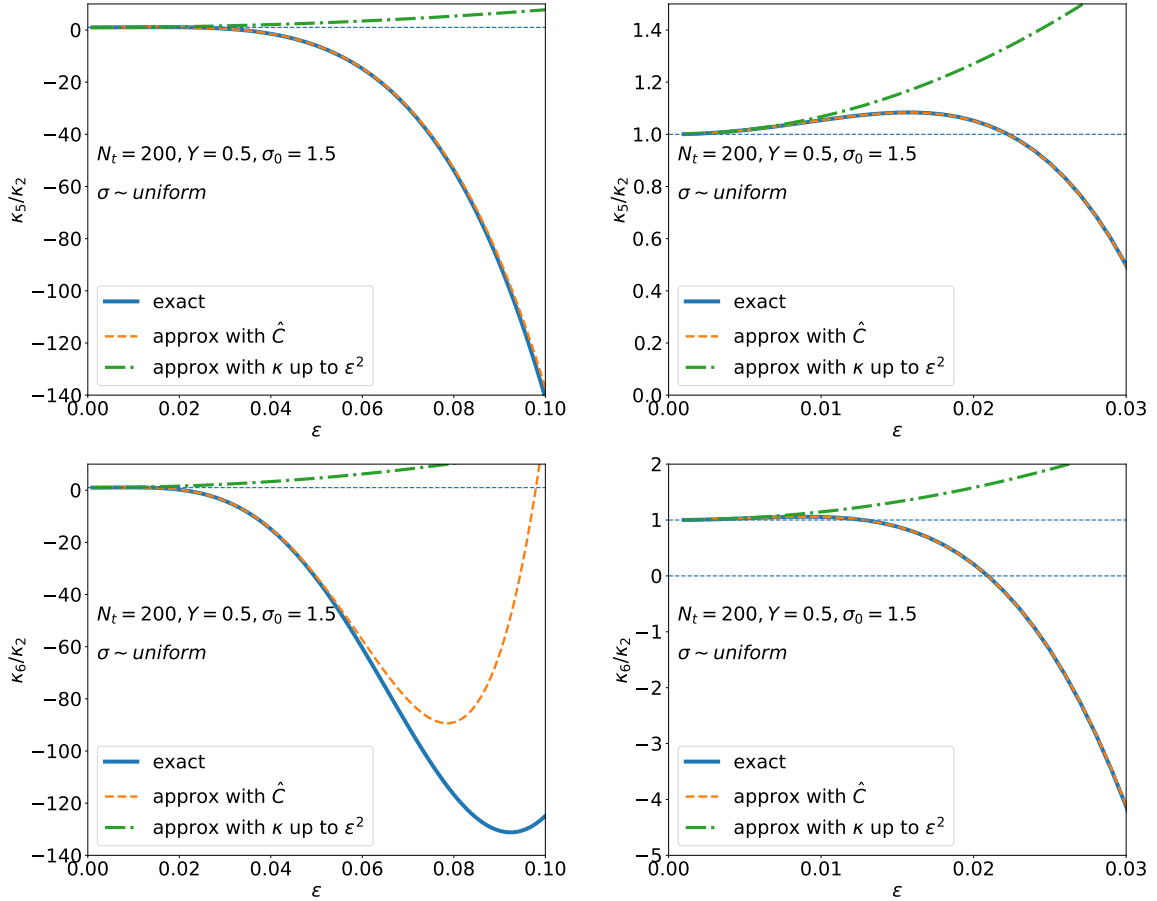 0
−20
−40
−60
−80
−100
−120
−140
κ5/κ2
Nt = 200, Y = 0.5, σ0 = 1.5
σ ~ uniform
exact
approx with Ĉ
approx with κ up to ε²
0.00 0.02 0.04 0.06 0.08 0.10
ε
1.4
1.2
1.0
0.8
0.6
0.4
0.2
0.0
κ5/κ2
Nt = 200, Y = 0.5, σ0 = 1.5
σ ~ uniform
exact
approx with Ĉ
approx with κ up to ε²
0.00 0.01 0.02 0.03
ε
0
−20
−40
−60
−80
−100
−120
−140
κ6/κ2
Nt = 200, Y = 0.5, σ0 = 1.5
σ ~ uniform
exact
approx with Ĉ
approx with κ up to ε²
0.00 0.02 0.04 0.06 0.08 0.10
ε
2
1
0
−1
−2
−3
−4
−5
κ6/κ2
Nt = 200, Y = 0.5, σ0 = 1.5
σ ~ uniform
exact
approx with Ĉ
approx with κ up to ε²
0.00 0.01 0.02 0.03
ε